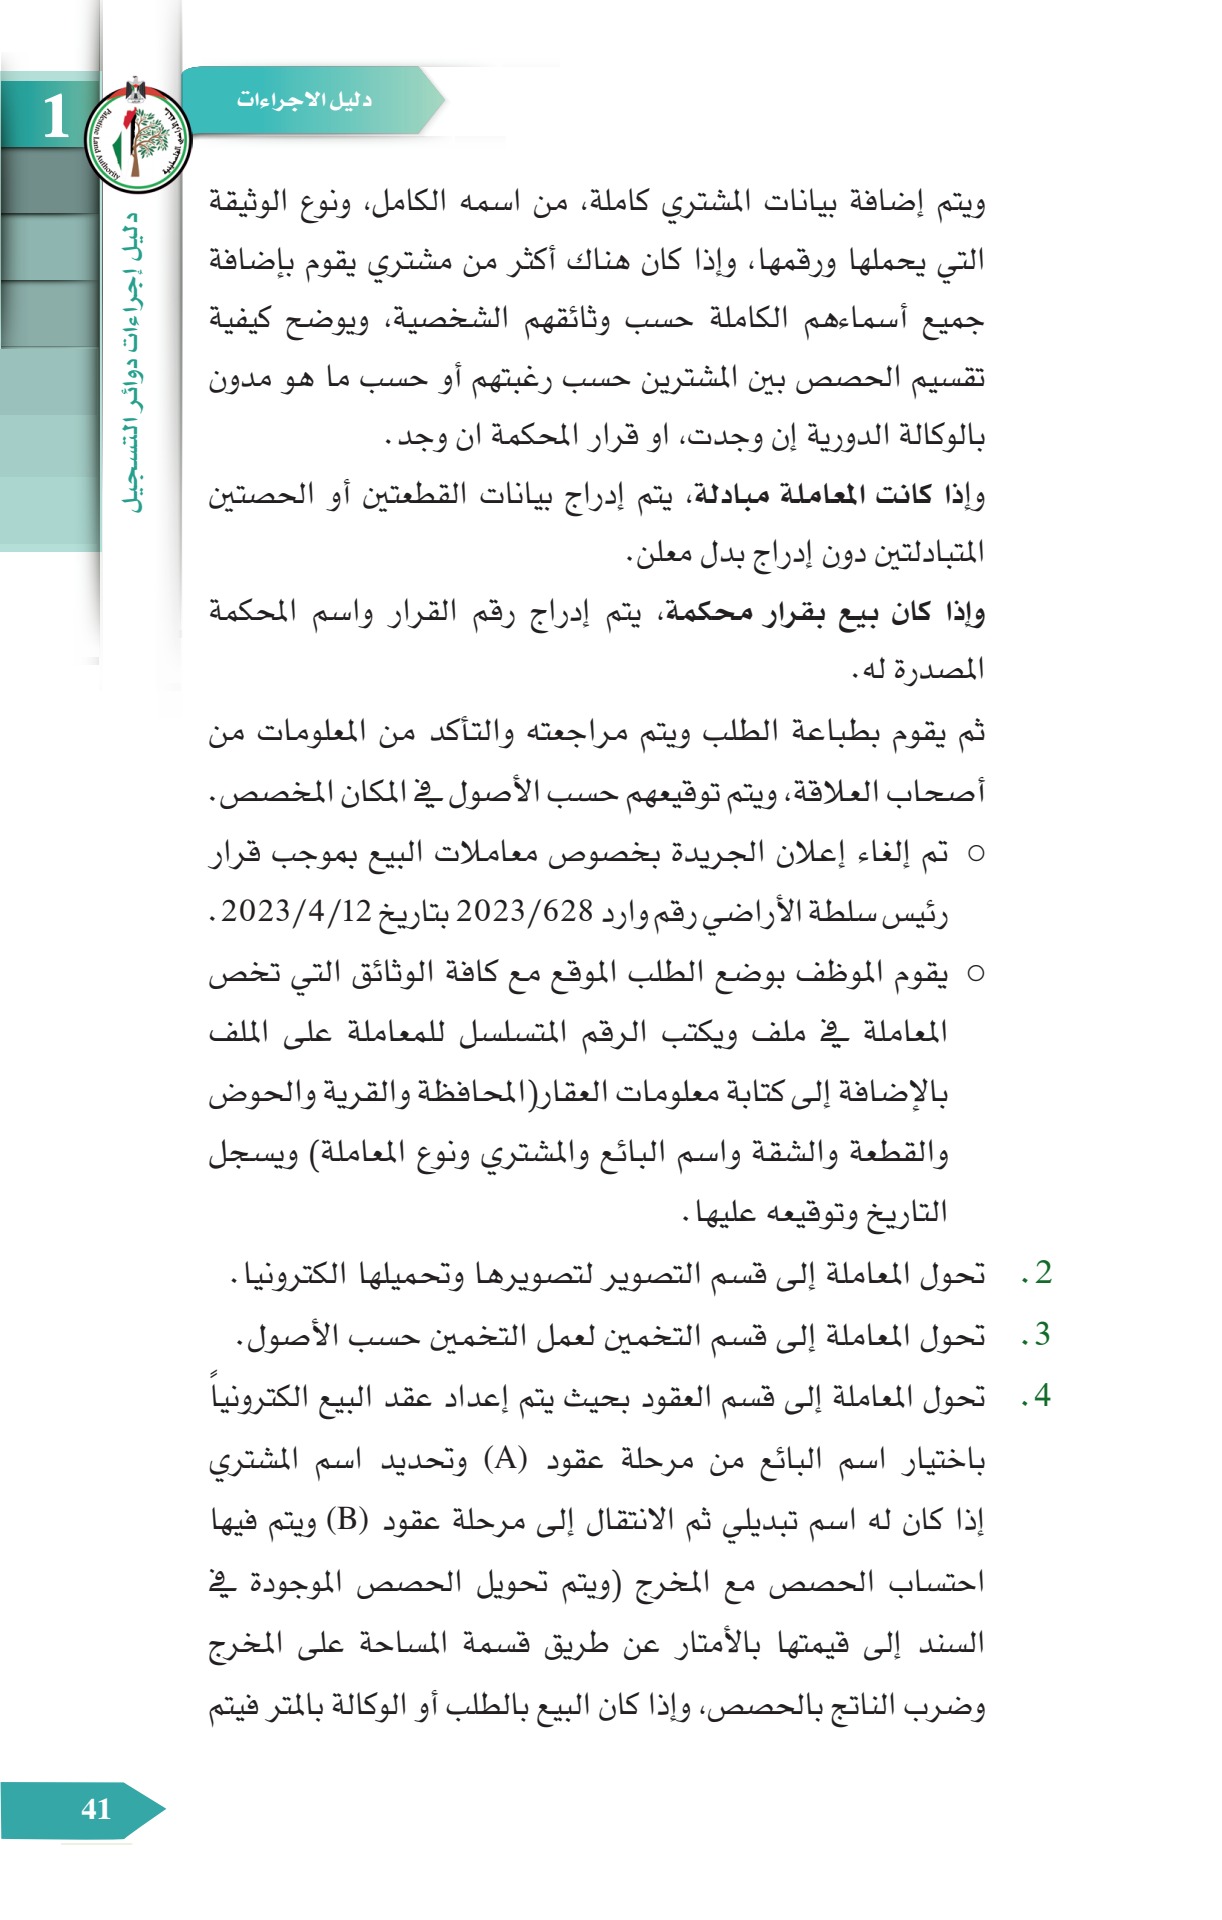 دليل الاجراءات
1
Palestine Land Authority
دليل إجراءات دوائر التسجيل
ويتم إضافة بيانات المشتري كاملة، من اسمه الكامل، ونوع الوثيقة
التي يحملها ورقمها، وإذا كان هناك أكثر من مشتري يقوم بإضافة
جميع أسماءهم الكاملة حسب وثائقهم الشخصية، ويوضح كيفية
تقسيم الحصص بين المشترين حسب رغبتهم أو حسب ما هو مدون
بالوكالة الدورية إن وجدت، او قرار المحكمة ان وجد.
وإذا كانت المعاملة مبادلة، يتم إدراج بيانات القطعتين أو الحصتين
المتبادلتين دون إدراج بدل معلن.
وإذا كان بيع بقرار محكمة، يتم إدراج رقم القرار واسم المحكمة
المصدرة له.
ثم يقوم بطباعة الطلب ويتم مراجعته والتأكد من المعلومات من
أصحاب العلاقة، ويتم توقيعهم حسب الأصول في المكان المخصص.
○ تم إلغاء إعلان الجريدة بخصوص معاملات البيع بموجب قرار
رئيس سلطة الأراضي رقم وارد 2023/628 بتاريخ 2023/4/12.
○ يقوم الموظف بوضع الطلب الموقع مع كافة الوثائق التي تخص
المعاملة في ملف ويكتب الرقم المتسلسل للمعاملة على الملف
بالإضافة إلى كتابة معلومات العقار(المحافظة والقرية والحوض
والقطعة والشقة واسم البائع والمشتري ونوع المعاملة) ويسجل
التاريخ وتوقيعه عليها.
2. تحول المعاملة إلى قسم التصوير لتصويرها وتحميلها الكترونيا.
3. تحول المعاملة إلى قسم التخمين لعمل التخمين حسب الأصول.
4. تحول المعاملة إلى قسم العقود بحيث يتم إعداد عقد البيع الكترونياً
باختيار اسم البائع من مرحلة عقود (A) وتحديد اسم المشتري
إذا كان له اسم تبديلي ثم الانتقال إلى مرحلة عقود (B) ويتم فيها
احتساب الحصص مع المخرج (ويتم تحويل الحصص الموجودة في
السند إلى قيمتها بالأمتار عن طريق قسمة المساحة على المخرج
وضرب الناتج بالحصص، وإذا كان البيع بالطلب أو الوكالة بالمتر فيتم
41